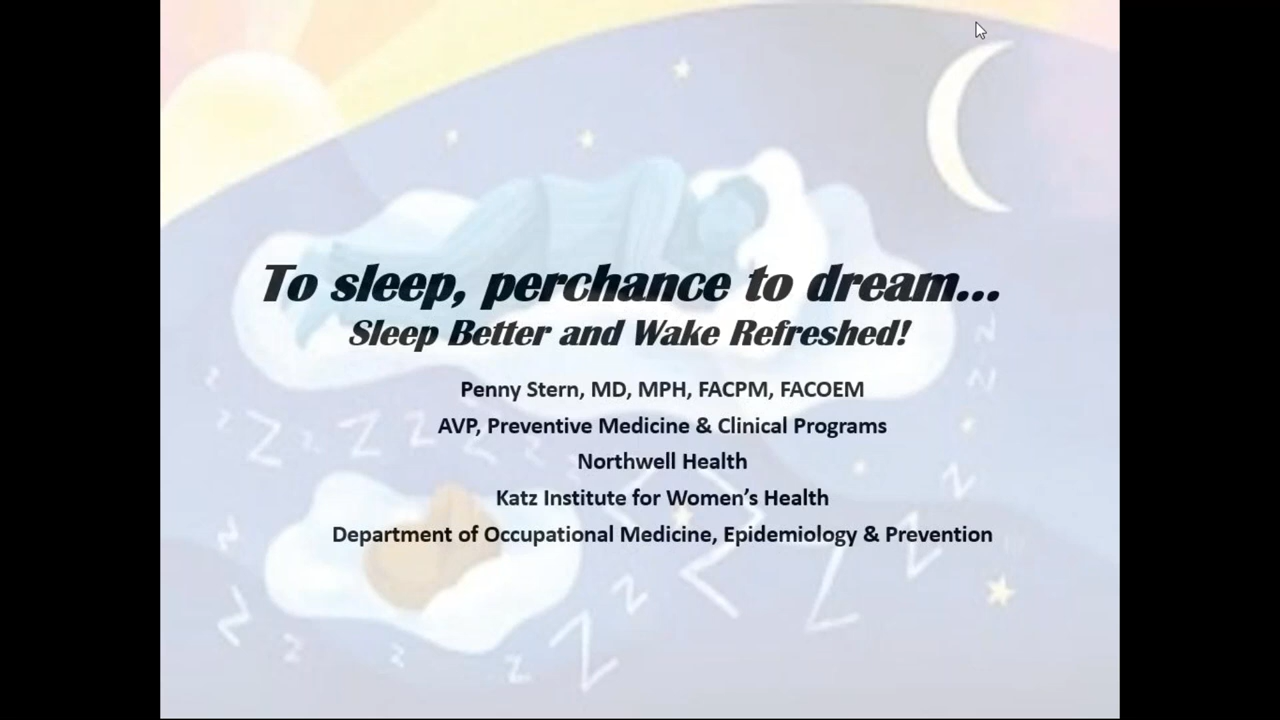 To sleep, perchance to dream...
Sleep Better and Wake Refreshed!
Penny Stern, MD, MPH, FACPM, FACOEM
AVP, Preventive Medicine & Clinical Programs
Northwell Health
Katz Institute for Women’s Health
Department of Occupational Medicine, Epidemiology & Prevention